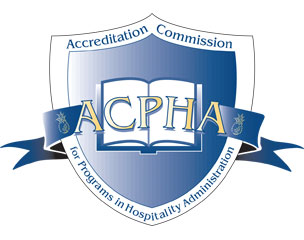 Accreditation Commission
ACPHA
for Programs in Hospitality Administration